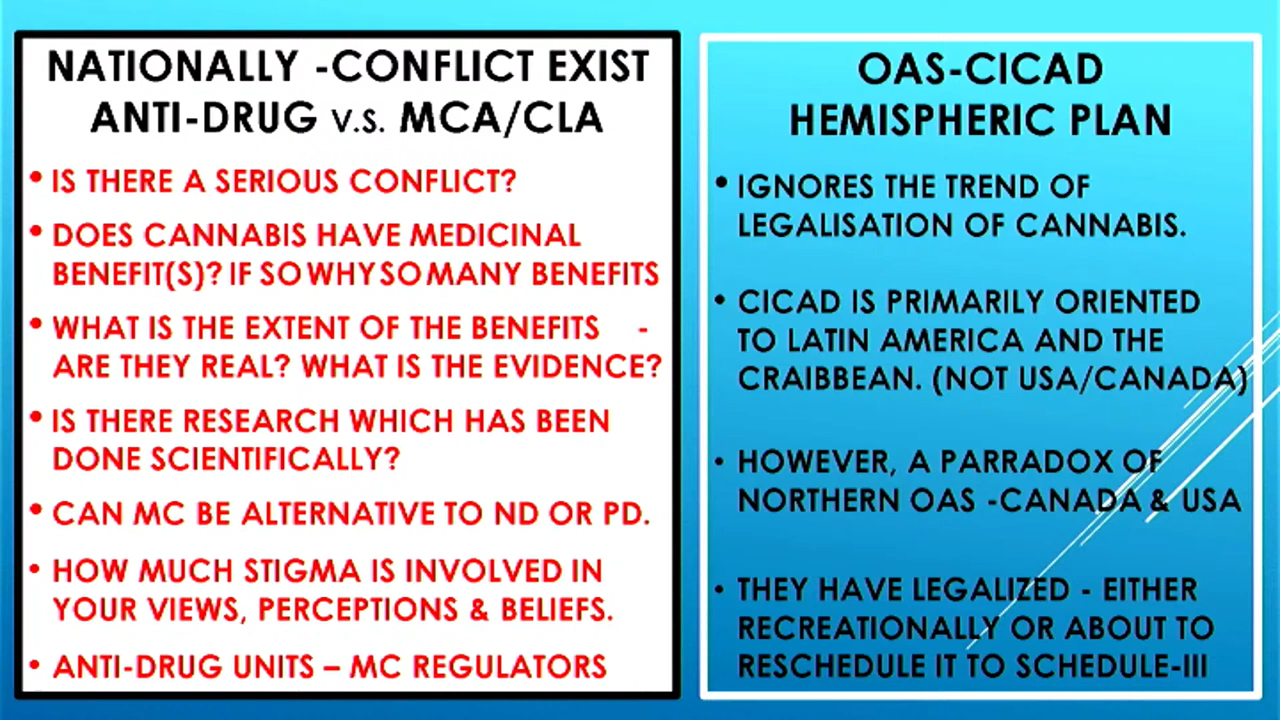 NATIONALLY -CONFLICT EXIST
ANTI-DRUG V.S. MCA/CLA
• IS THERE A SERIOUS CONFLICT?
• DOES CANNABIS HAVE MEDICINAL
BENEFIT(S)? IF SO WHY SO MANY BENEFITS
• WHAT IS THE EXTENT OF THE BENEFITS -
ARE THEY REAL? WHAT IS THE EVIDENCE?
• IS THERE RESEARCH WHICH HAS BEEN
DONE SCIENTIFICALLY?
• CAN MC BE ALTERNATIVE TO ND OR PD.
• HOW MUCH STIGMA IS INVOLVED IN
YOUR VIEWS, PERCEPTIONS & BELIEFS.
• ANTI-DRUG UNITS – MC REGULATORS
OAS-CICAD
HEMISPHERIC PLAN
• IGNORES THE TREND OF
LEGALISATION OF CANNABIS.
• CICAD IS PRIMARILY ORIENTED
TO LATIN AMERICA AND THE
CRAIBBEAN. (NOT USA/CANADA)
• HOWEVER, A PARRADOX OF
NORTHERN OAS -CANADA & USA
• THEY HAVE LEGALIZED - EITHER
RECREATIONALLY OR ABOUT TO
RESCHEDULE IT TO SCHEDULE-III